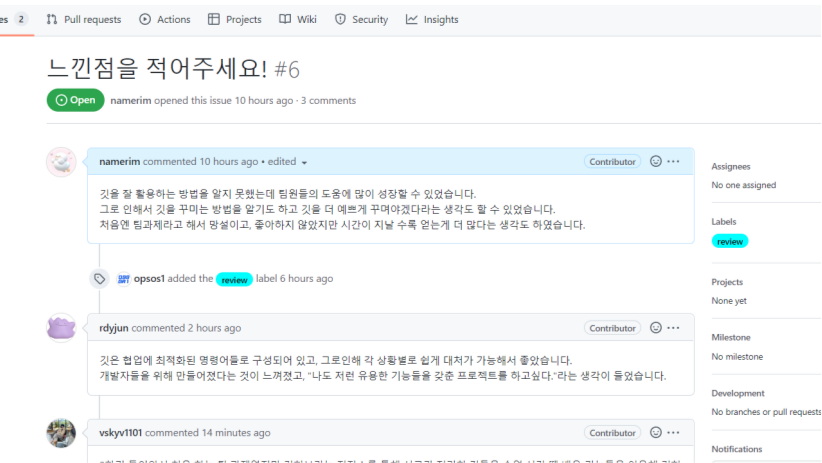 es 2 Pull requests Actions Projects Wiki Security Insights
느낀점을 적어주세요! #6
Open namerim opened this issue 10 hours ago · 3 comments
namerim commented 10 hours ago • edited Contributor
Assignees
No one assigned
깃을 잘 활용하는 방법을 알지 못했는데 팀원들의 도움에 많이 성장할 수 있었습니다.
그로 인해서 깃을 꾸미는 방법을 알기도 하고 깃을 더 예쁘게 꾸며야겠다라는 생각도 할 수 있었습니다.
처음엔 팀과제라고 해서 망설이고, 좋아하지 않았지만 시간이 지날 수록 얻는게 더 많다는 생각도 하였습니다.
Labels
review
opsos1 added the review label 6 hours ago
Projects
None yet
rdyjun commented 2 hours ago Contributor
Milestone
No milestone
깃은 협업에 최적화된 명령어들로 구성되어 있고, 그로인해 각 상황별로 쉽게 대처가 가능해서 좋았습니다.
개발자들을 위해 만들어졌다는 것이 느껴졌고, "나도 저런 유용한 기능들을 갖춘 프로젝트를 하고싶다."라는 생각이 들었습니다.
Development
No branches or pull requests
vskyv1101 commented 14 minutes ago Contributor
Notifications